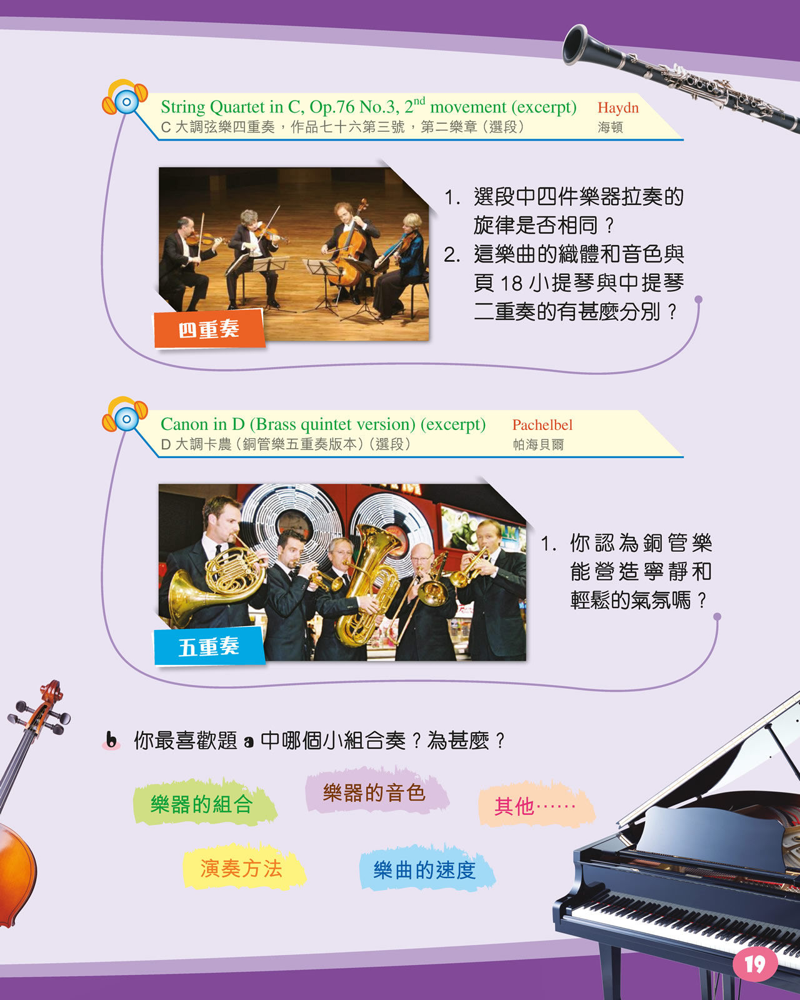 String Quartet in C, Op.76 No.3, 2nd movement (excerpt) Haydn
C 大調弦樂四重奏，作品七十六第三號，第二樂章（選段） 海頓
1. 選段中四件樂器拉奏的
旋律是否相同？
2. 這樂曲的織體和音色與
頁 18 小提琴與中提琴
二重奏的有甚麼分別？
四重奏
Canon in D (Brass quintet version) (excerpt) Pachelbel
D 大調卡農（銅管樂五重奏版本）（選段） 帕海貝爾
1. 你認為銅管樂
能營造寧靜和
輕鬆的氣氛嗎？
五重奏
b 你最喜歡題 a 中哪個小組合奏？為甚麼？
樂器的組合
樂器的音色
其他……
演奏方法
樂曲的速度
19